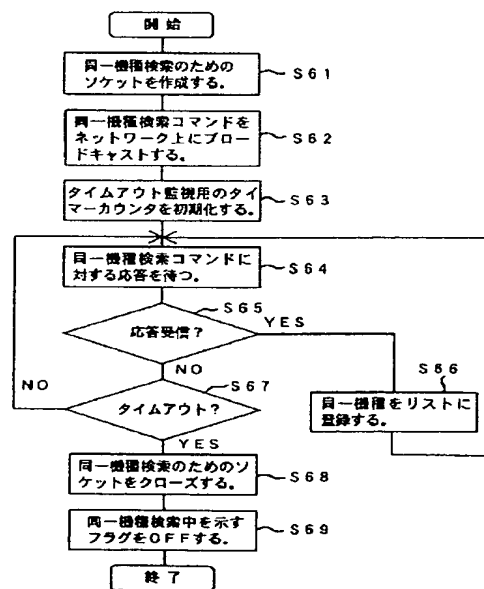 開始
同一機種検索のための
ソケットを作成する。
S61
同一機種検索コマンドを
ネットワーク上にブロー
ドキャストする。
S62
タイムアウト監視用のタイ
マーカウンタを初期化する。
S63
同一機種検索コマンドに
対する応答を待つ。
S64
S65
応答受信?
YES
NO
S66
同一機種をリストに
登録する。
S67
NO
タイムアウト?
YES
同一機種検索のためのソ
ケットをクローズする。
S68
同一機種検索中を示す
フラグをOFFする。
S69
終了